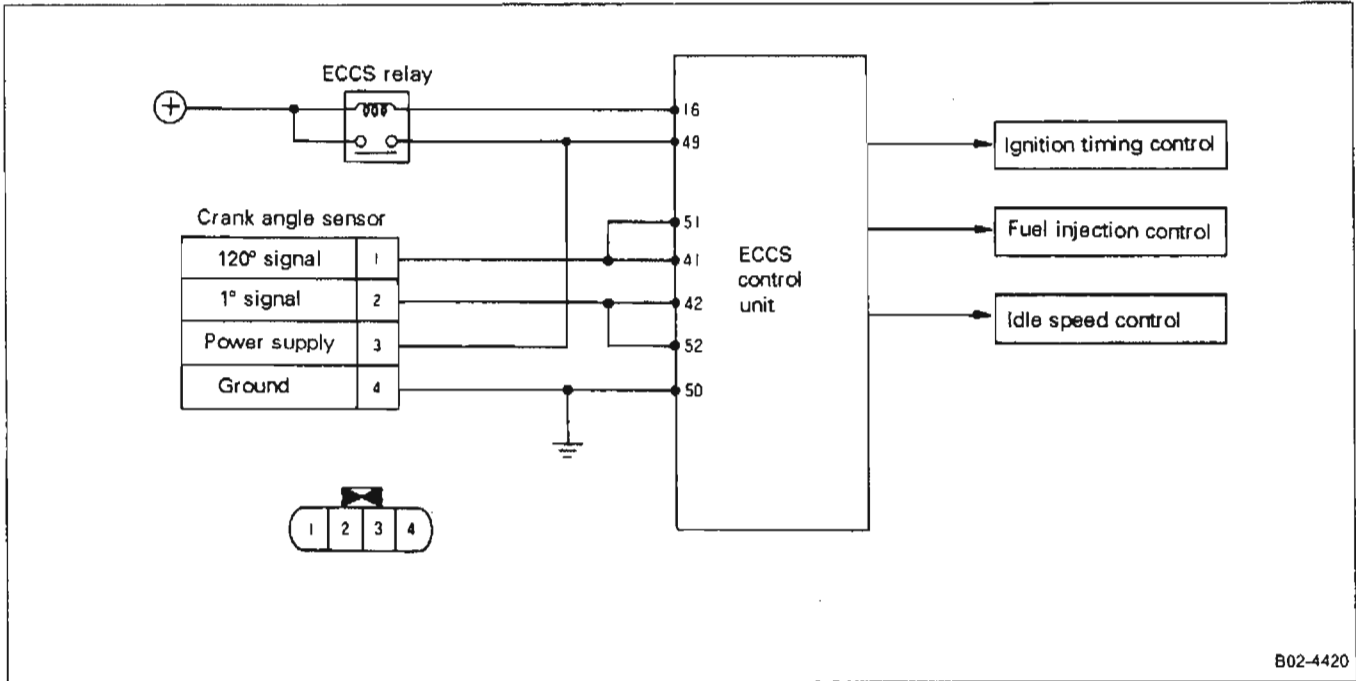 ECCS relay
+
16
49
Crank angle sensor
120° signal 1
1° signal 2
Power supply 3
Ground 4
51
41
42
52
50
ECCS
control
unit
Ignition timing control
Fuel injection control
Idle speed control
1 2 3 4
B02-4420